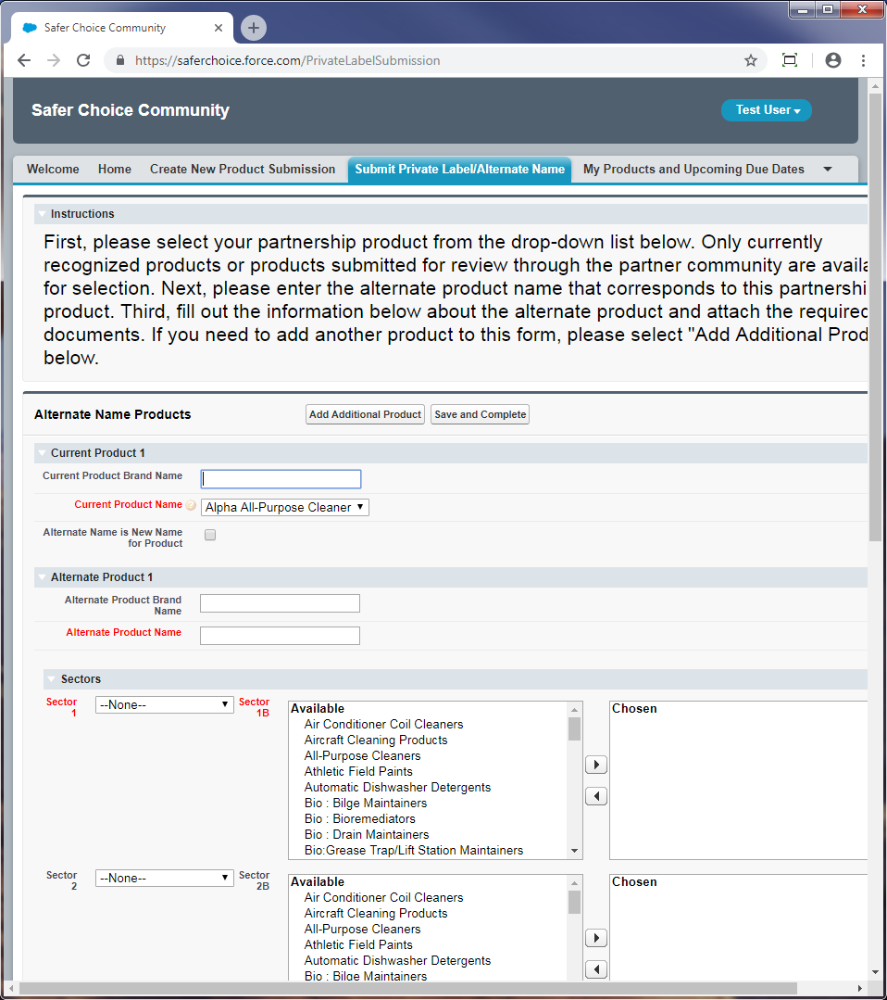 Safer Choice Community
https://saferchoice.force.com/PrivateLabelSubmission
Safer Choice Community
Test User
Welcome Home Create New Product Submission Submit Private Label/Alternate Name My Products and Upcoming Due Dates
Instructions
First, please select your partnership product from the drop-down list below. Only currently
recognized products or products submitted for review through the partner community are availa
for selection. Next, please enter the alternate product name that corresponds to this partnershi
product. Third, fill out the information below about the alternate product and attach the required
documents. If you need to add another product to this form, please select "Add Additional Prod
below.
Alternate Name Products Add Additional Product Save and Complete
Current Product 1
Current Product Brand Name
Current Product Name Alpha All-Purpose Cleaner
Alternate Name is New Name
for Product
Alternate Product 1
Alternate Product Brand
Name
Alternate Product Name
Sectors
Sector
1
--None--
Sector
1B
Available
Air Conditioner Coil Cleaners
Aircraft Cleaning Products
All-Purpose Cleaners
Athletic Field Paints
Automatic Dishwasher Detergents
Bio : Bilge Maintainers
Bio : Bioremediators
Bio : Drain Maintainers
Bio:Grease Trap/Lift Station Maintainers
Chosen
Sector
2
--None--
Sector
2B
Available
Air Conditioner Coil Cleaners
Aircraft Cleaning Products
All-Purpose Cleaners
Athletic Field Paints
Automatic Dishwasher Detergents
Bio : Bilge Maintainers
Chosen